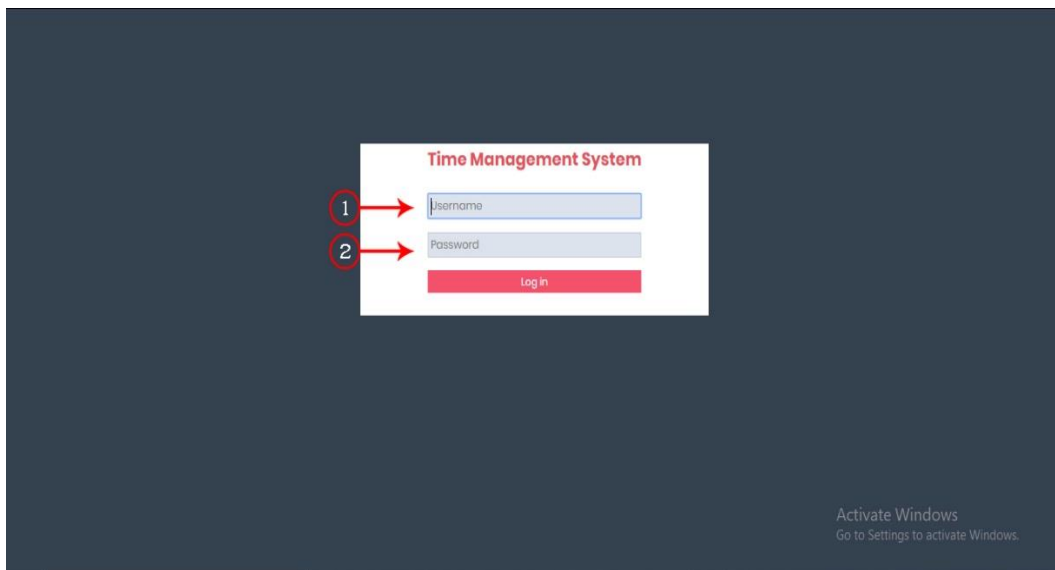 Time Management System
1
Username
2
Password
Log in
Activate Windows
Go to Settings to activate Windows.